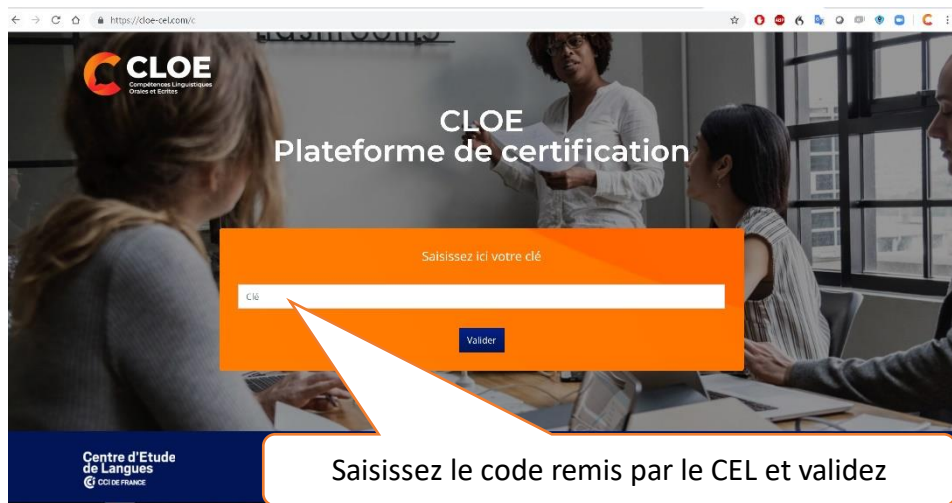 https://cloe-cel.com/c
CLOE
Compétences Linguistiques
Orales et Ecrites
CLOE
Plateforme de certification
Saisissez ici votre clé
Clé
Valider
Centre d'Etude
de Langues
CCI DE FRANCE
Saisissez le code remis par le CEL et validez